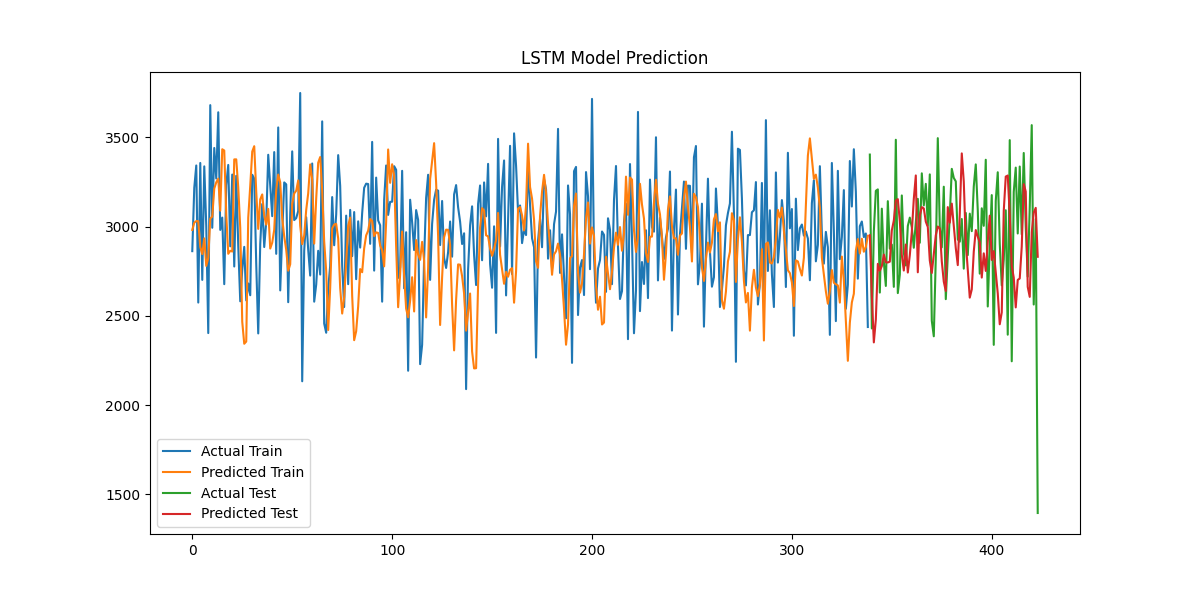 LSTM Model Prediction
3500
3000
2500
2000
1500
Actual Train
Predicted Train
Actual Test
Predicted Test
0 100 200 300 400